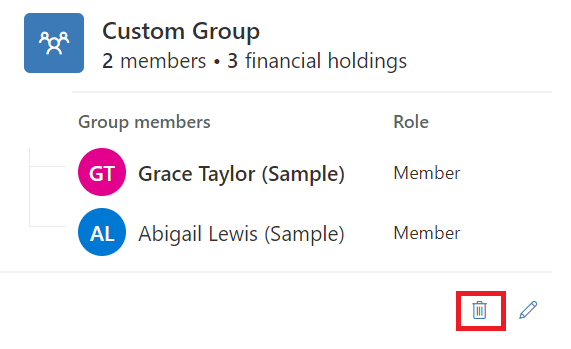 Custom Group
2 members • 3 financial holdings
Group members Role
GT Grace Taylor (Sample) Member
AL Abigail Lewis (Sample) Member